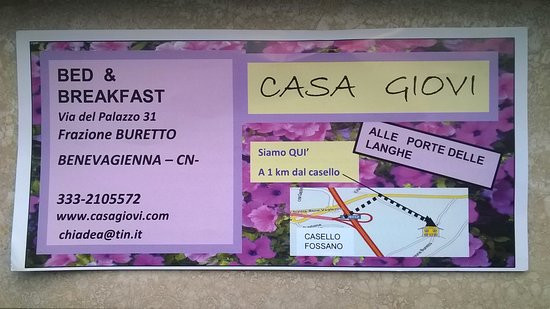 BED & 
BREAKFAST
Via del Palazzo 31
Frazione BURETTO
BENEVAGIENNA – CN-
333-2105572
www.casagiovi.com
chiadea@tin.it
CASA GIOVI
ALLE PORTE DELLE
LANGHE
Siamo QUI'
A 1 km dal casello
CASELLO
FOSSANO